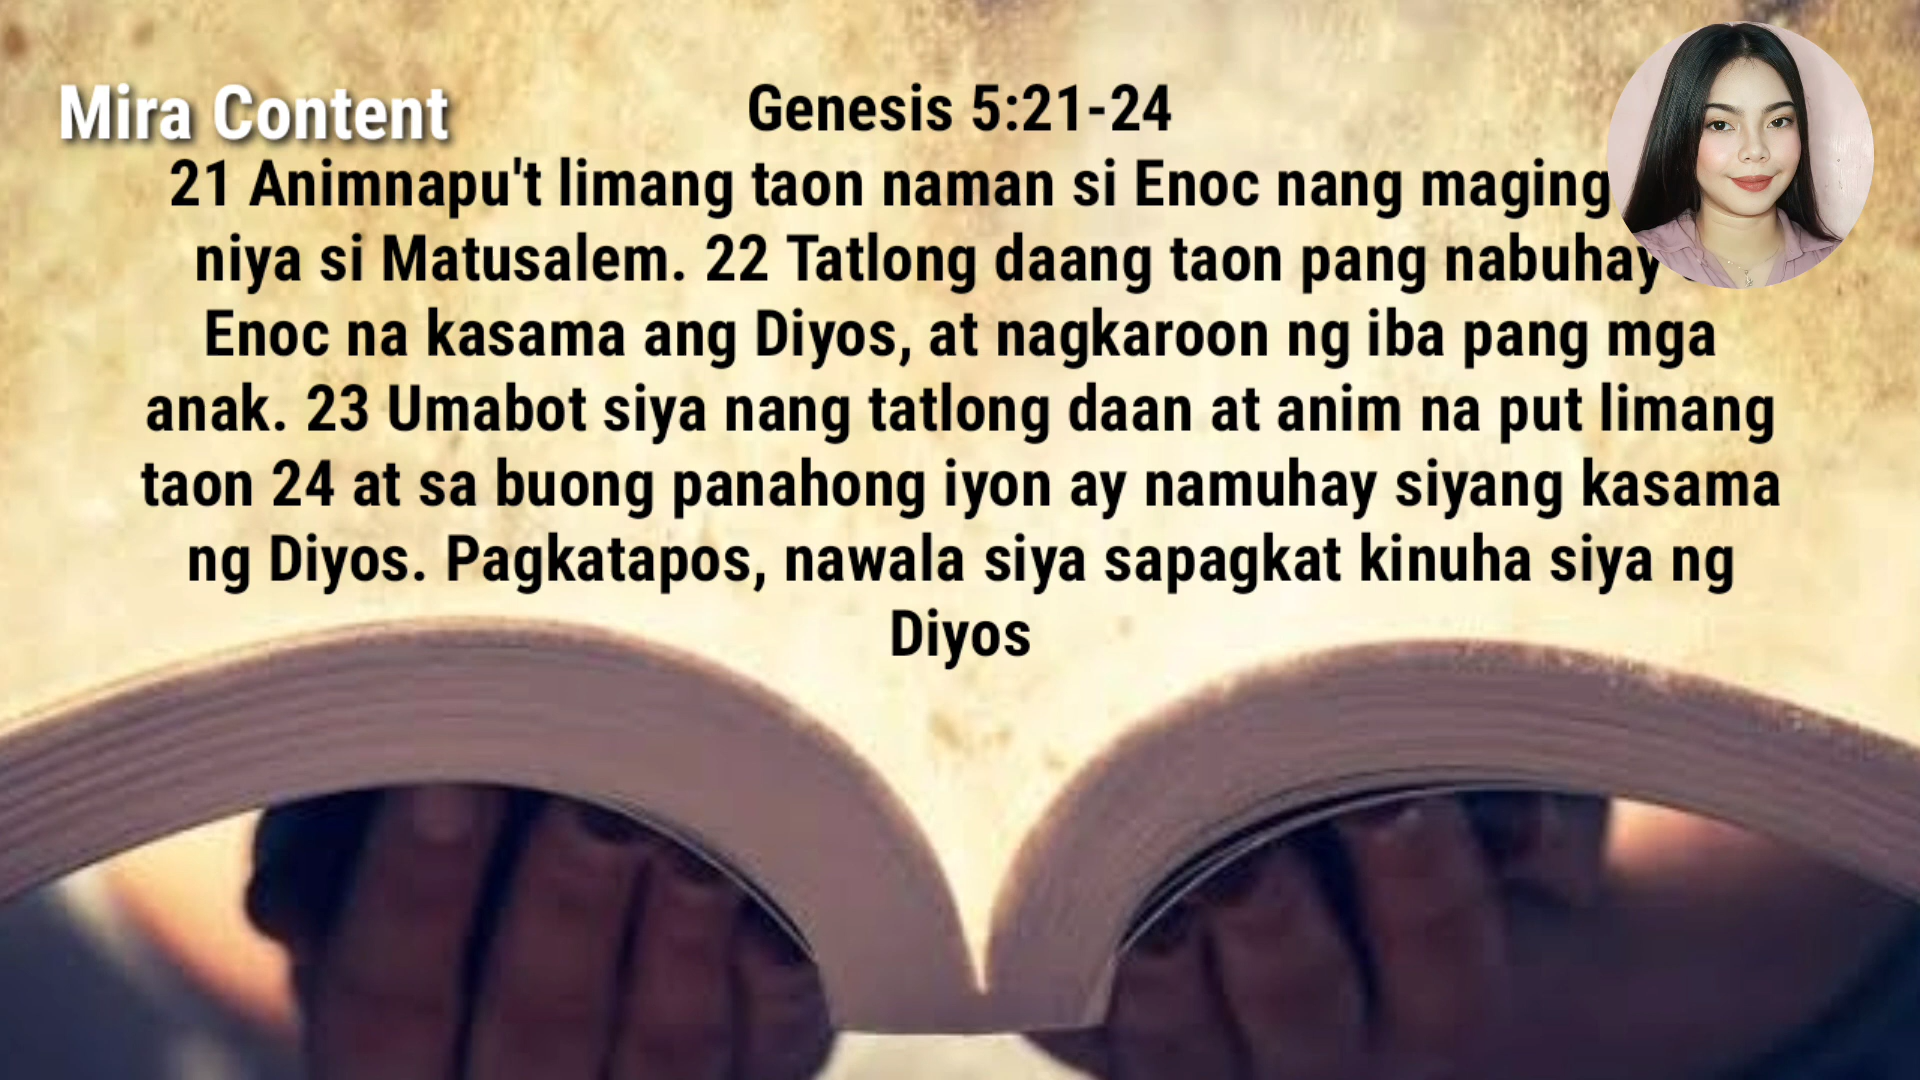 Mira Content
Genesis 5:21-24
21 Animnapu't limang taon naman si Enoc nang maging
niya si Matusalem. 22 Tatlong daang taon pang nabuhay
Enoc na kasama ang Diyos, at nagkaroon ng iba pang mga
anak. 23 Umabot siya nang tatlong daan at anim na put limang
taon 24 at sa buong panahong iyon ay namuhay siyang kasama
ng Diyos. Pagkatapos, nawala siya sapagkat kinuha siya ng
Diyos